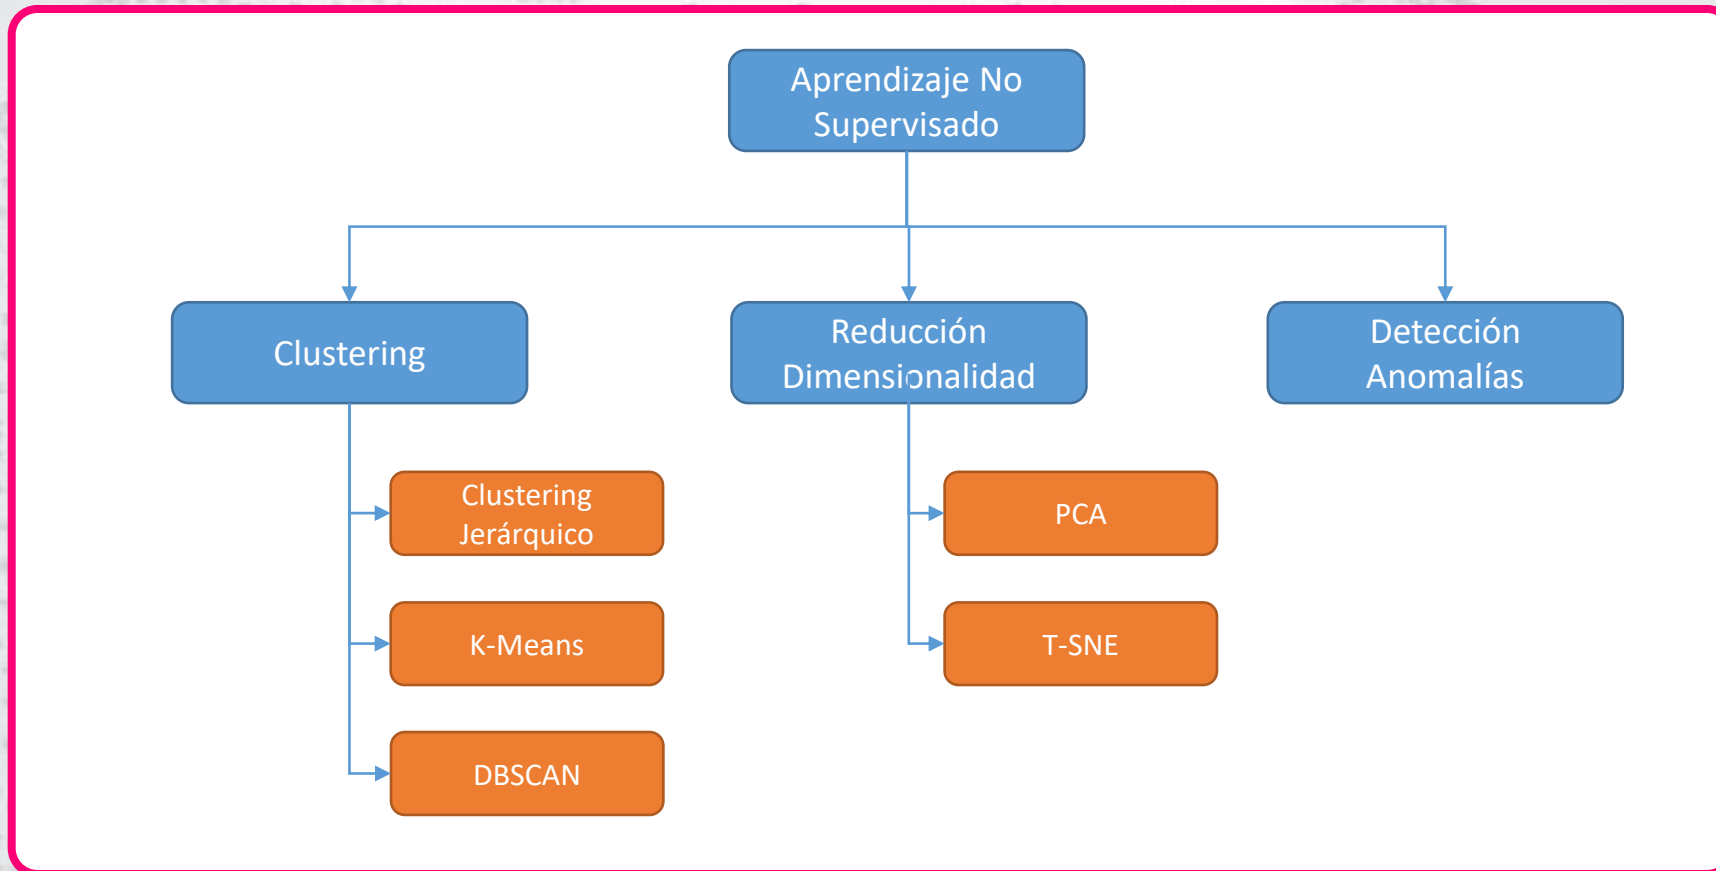 Aprendizaje No
Supervisado
Clustering
Reducción
Dimensionalidad
Detección
Anomalías
Clustering
Jerárquico
K-Means
DBSCAN
PCA
T-SNE